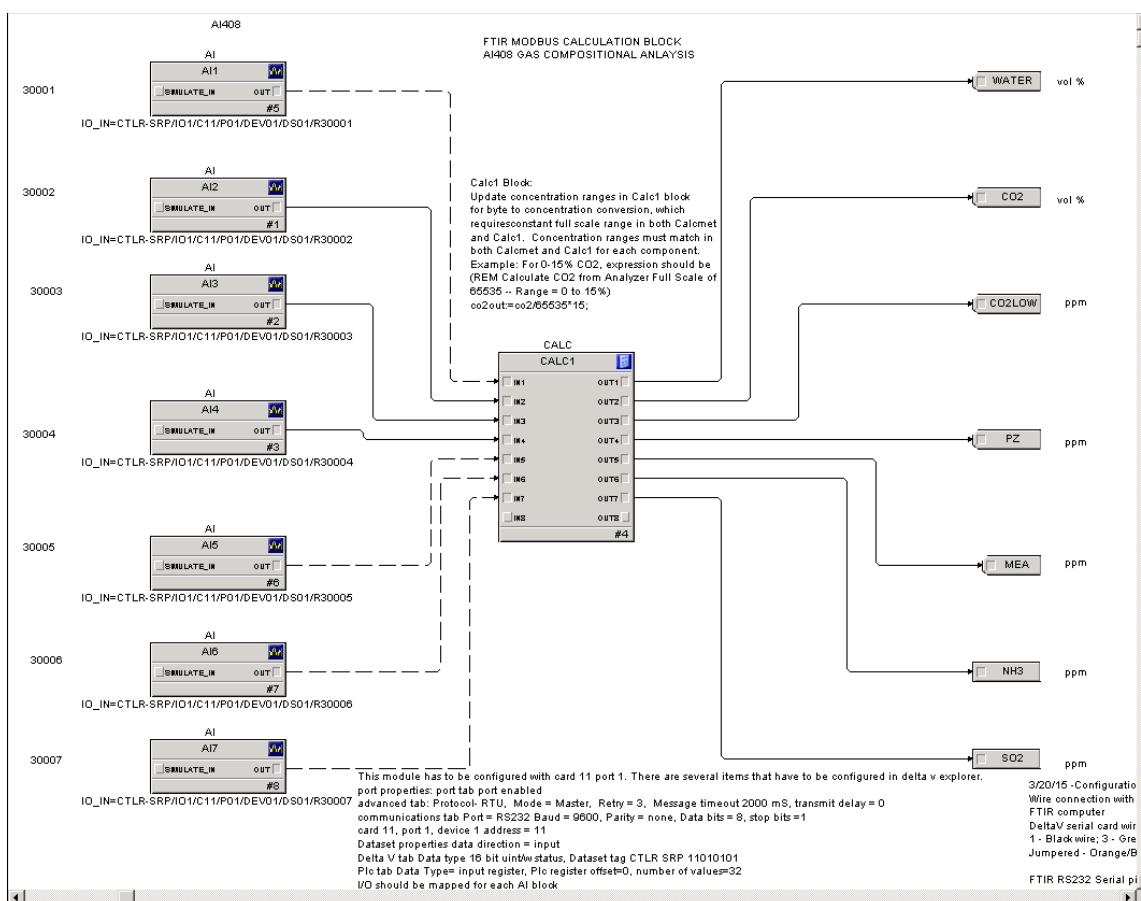 AI408
FTIR MODBUS CALCULATION BLOCK
AI408 GAS COMPOSITIONAL ANLAYSIS
AI
AI1
SIMULATE_IN OUT
#5
30001
IO_IN=CTLR-SRP/IO1/C11/P01/DEV01/DS01/R30001
AI
AI2
SIMULATE_IN OUT
#1
30002
IO_IN=CTLR-SRP/IO1/C11/P01/DEV01/DS01/R30002
AI
AI3
SIMULATE_IN OUT
#2
30003
IO_IN=CTLR-SRP/IO1/C11/P01/DEV01/DS01/R30003
AI
AI4
SIMULATE_IN OUT
#3
30004
IO_IN=CTLR-SRP/IO1/C11/P01/DEV01/DS01/R30004
AI
AI5
SIMULATE_IN OUT
#6
30005
IO_IN=CTLR-SRP/IO1/C11/P01/DEV01/DS01/R30005
AI
AI6
SIMULATE_IN OUT
#7
30006
IO_IN=CTLR-SRP/IO1/C11/P01/DEV01/DS01/R30006
AI
AI7
SIMULATE_IN OUT
#8
30007
IO_IN=CTLR-SRP/IO1/C11/P01/DEV01/DS01/R30007
Calc1 Block:
Update concentration ranges in Calc1 block
for byte to concentration conversion, which
requiresconstant full scale range in both Calcmet
and Calc1. Concentration ranges must match in
both Calcmet and Calc1 for each component.
Example: For 0-15% CO2, expression should be
(REM Calculate CO2 from Analyzer Full Scale of
65535 -- Range = 0 to 15%)
co2out:=co2/65535*15;
CALC
CALC1
IN1 OUT1
IN2 OUT2
IN3 OUT3
IN4 OUT4
IN5 OUT5
IN6 OUT6
IN7 OUT7
IN8 OUT8
#4
WATER vol %
CO2 vol %
CO2LOW ppm
PZ ppm
MEA ppm
NH3 ppm
SO2 ppm
This module has to be configured with card 11 port 1. There are several items that have to be configured in delta v explorer.
port properties: port tab port enabled
advanced tab: Protocol- RTU, Mode = Master, Retry = 3, Message timeout 2000 mS, transmit delay = 0
communications tab Port = RS232 Baud = 9600, Parity = none, Data bits = 8, stop bits =1
card 11, port 1, device 1 address = 11
Dataset properties data direction = input
Delta V tab Data type 16 bit uint/w status, Dataset tag CTLR SRP 11010101
Plc tab Data Type= input register, Plc register offset=0, number of values=32
I/O should be mapped for each AI block
3/20/15 -Configuratio
Wire connection with
FTIR computer
DeltaV serial card wir
1 - Black wire; 3 - Gre
Jumpered - Orange/B
FTIR RS232 Serial pi